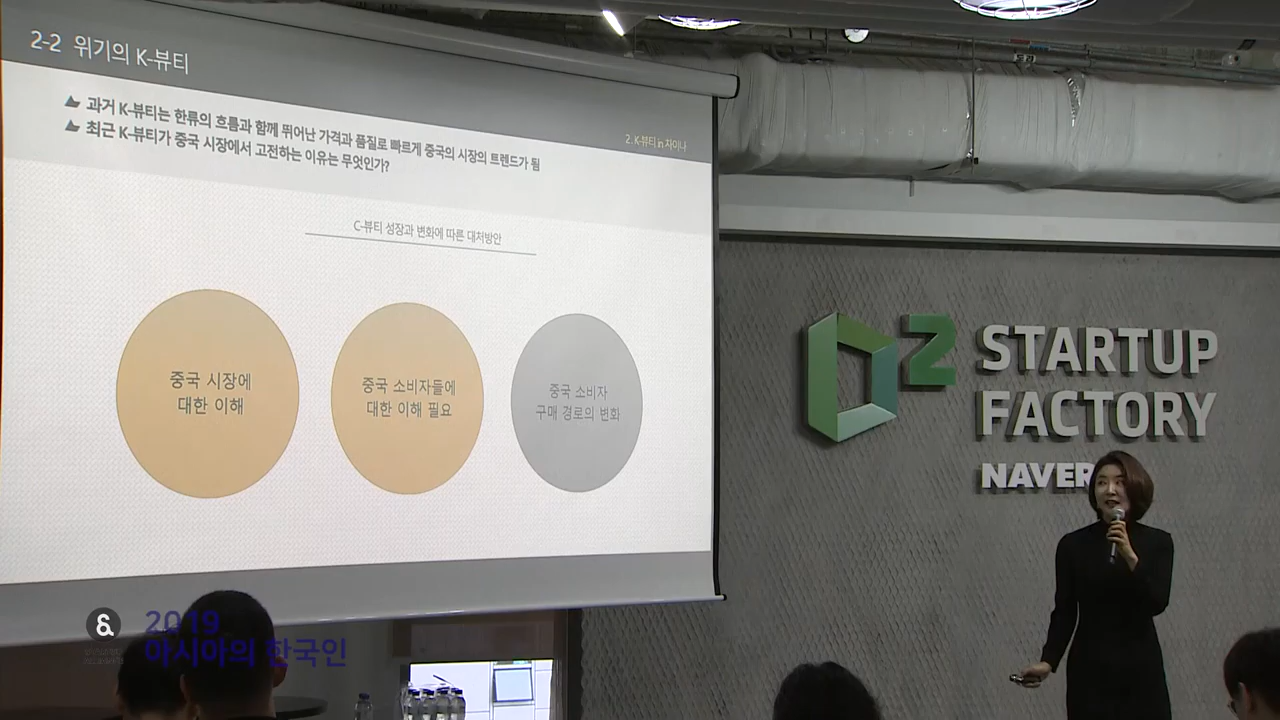 2-2 위기의 K-뷰티
과거 K-뷰티는 한류의 흐름과 함께 뛰어난 가격과 품질로 빠르게 중국의 시장의 트렌드가 됨
최근 K-뷰티가 중국 시장에서 고전하는 이유는 무엇인가?
2. K-뷰티 in 차이나
C-뷰티 성장과 변화에 따른 대처방안
중국 시장에
대한 이해
중국 소비자들에
대한 이해 필요
중국 소비자
구매 경로의 변화
D2 STARTUP
FACTORY
NAVER
&
2019
아시아의 한국인